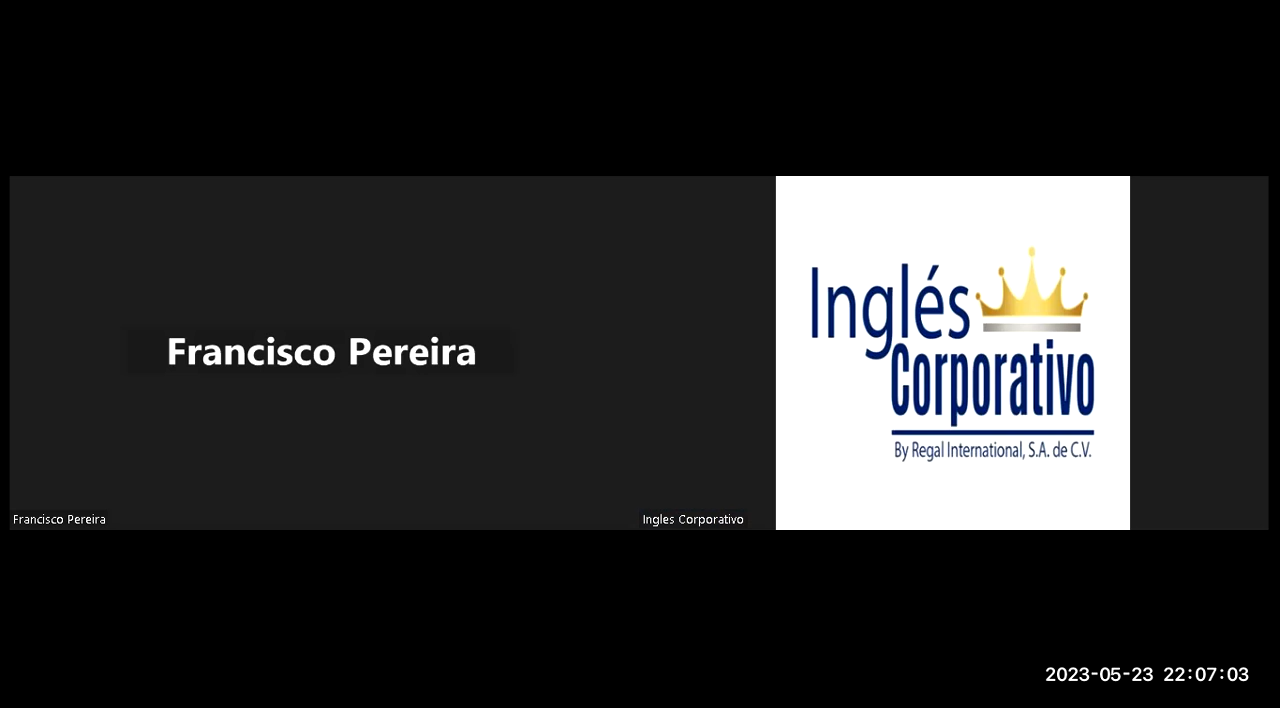 Francisco Pereira
Francisco Pereira
Inglés
Corporativo
By Regal International, S.A. de C.V.
Ingles Corporativo
2023-05-23 22:07:03